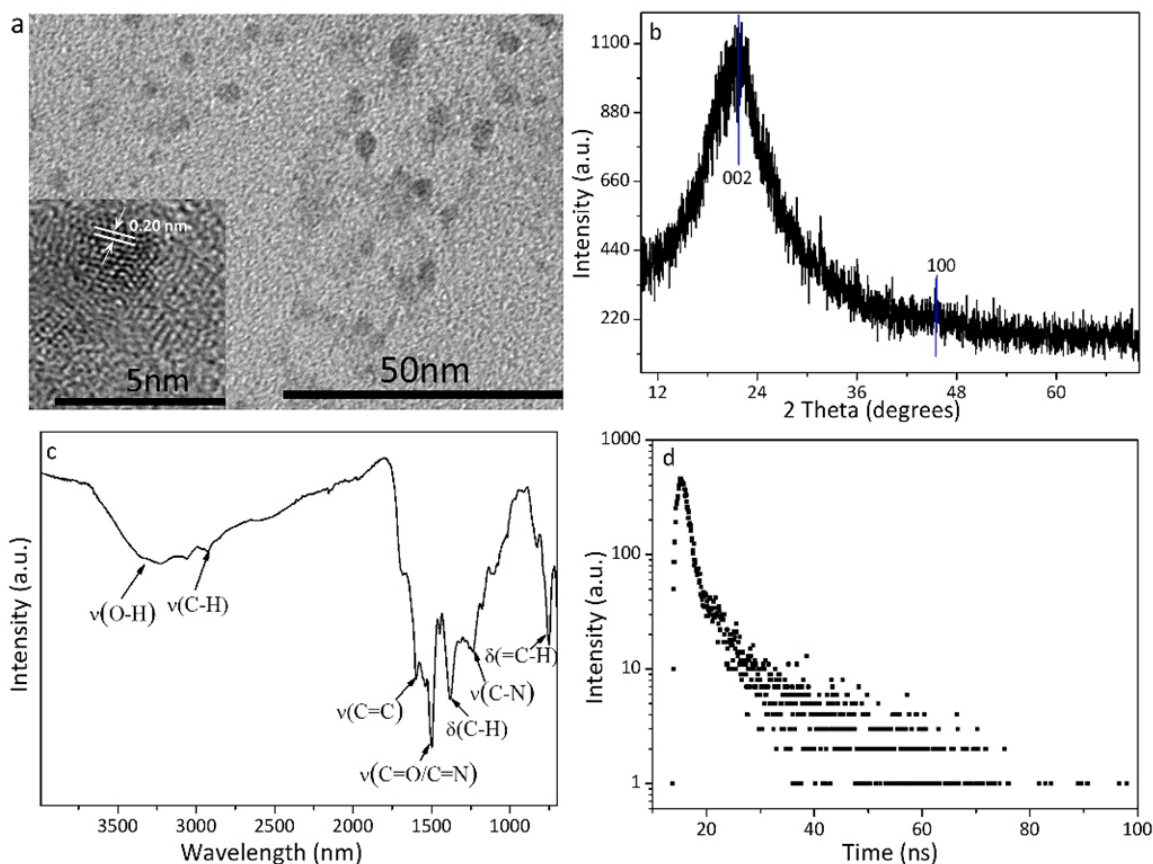 a
0.20 nm
5nm
50nm
b
Intensity (a.u.)
1100
880
660
440
220
002
100
12 24 36 48 60
2 Theta (degrees)
c
Intensity (a.u.)
ν(O-H)
ν(C-H)
ν(C=C)
ν(C=O/C=N)
δ(C-H)
ν(C-N)
δ(=C-H)
3500 3000 2500 2000 1500 1000
Wavelength (nm)
d
Intensity (a.u.)
1000
100
10
1
20 40 60 80 100
Time (ns)